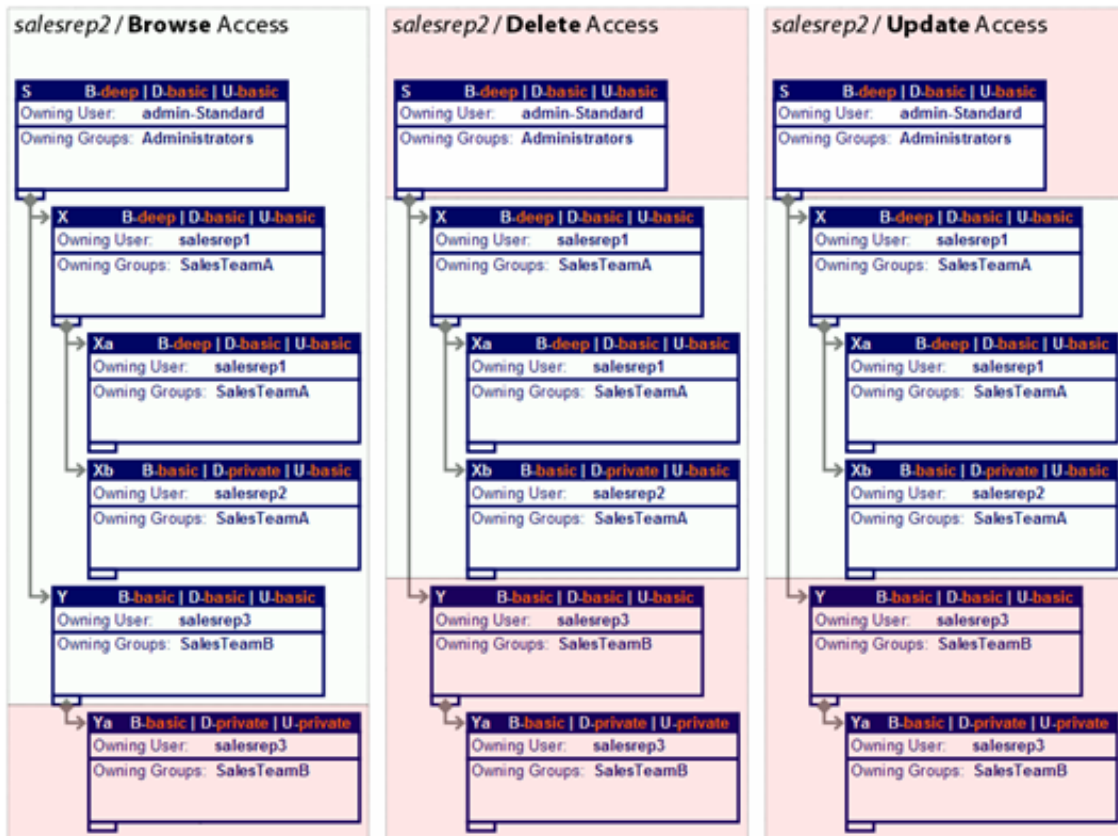 salesrep2 / Browse Access
S B-deep | D-basic | U-basic
Owning User: admin-Standard
Owning Groups: Administrators
X B-deep | D-basic | U-basic
Owning User: salesrep1
Owning Groups: SalesTeamA
Xa B-deep | D-basic | U-basic
Owning User: salesrep1
Owning Groups: SalesTeamA
Xb B-basic | D-private | U-basic
Owning User: salesrep2
Owning Groups: SalesTeamA
Y B-basic | D-basic | U-basic
Owning User: salesrep3
Owning Groups: SalesTeamB
Ya B-basic | D-private | U-private
Owning User: salesrep3
Owning Groups: SalesTeamB
salesrep2 / Delete Access
S B-deep | D-basic | U-basic
Owning User: admin-Standard
Owning Groups: Administrators
X B-deep | D-basic | U-basic
Owning User: salesrep1
Owning Groups: SalesTeamA
Xa B-deep | D-basic | U-basic
Owning User: salesrep1
Owning Groups: SalesTeamA
Xb B-basic | D-private | U-basic
Owning User: salesrep2
Owning Groups: SalesTeamA
Y B-basic | D-basic | U-basic
Owning User: salesrep3
Owning Groups: SalesTeamB
Ya B-basic | D-private | U-private
Owning User: salesrep3
Owning Groups: SalesTeamB
salesrep2 / Update Access
S B-deep | D-basic | U-basic
Owning User: admin-Standard
Owning Groups: Administrators
X B-deep | D-basic | U-basic
Owning User: salesrep1
Owning Groups: SalesTeamA
Xa B-deep | D-basic | U-basic
Owning User: salesrep1
Owning Groups: SalesTeamA
Xb B-basic | D-private | U-basic
Owning User: salesrep2
Owning Groups: SalesTeamA
Y B-basic | D-basic | U-basic
Owning User: salesrep3
Owning Groups: SalesTeamB
Ya B-basic | D-private | U-private
Owning User: salesrep3
Owning Groups: SalesTeamB